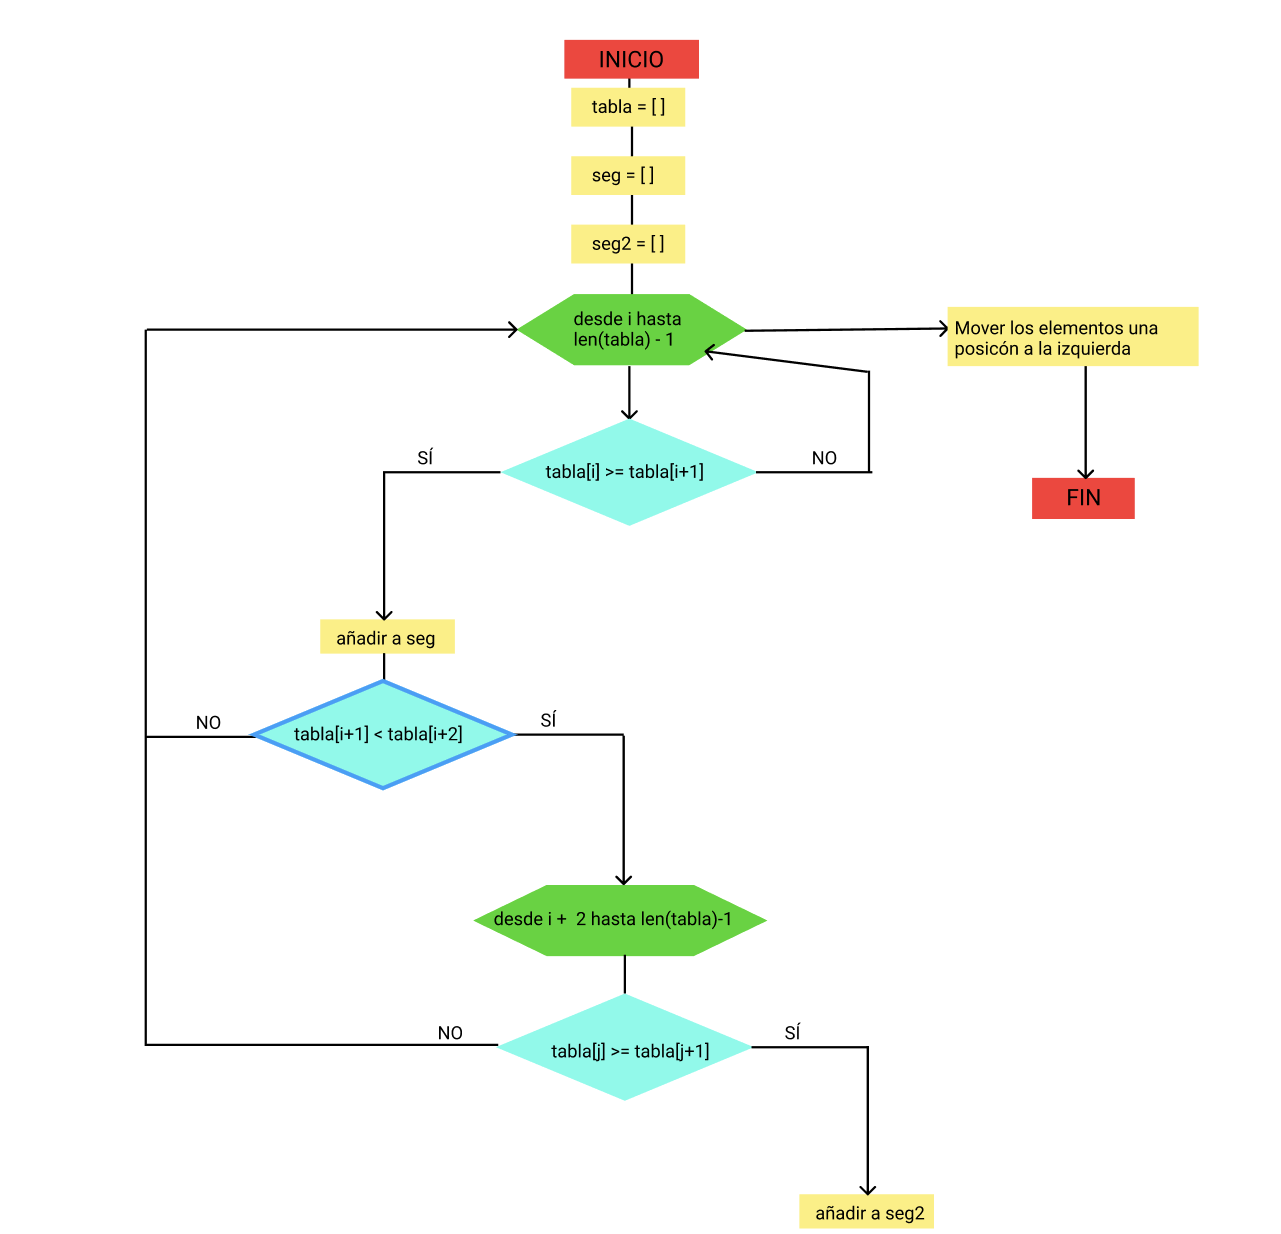 INICIO
tabla = [ ]
seg = [ ]
seg2 = [ ]
desde i hasta
len(tabla) - 1
Mover los elementos una
posicón a la izquierda
SÍ
tabla[i] >= tabla[i+1]
NO
FIN
añadir a seg
NO
tabla[i+1] < tabla[i+2]
SÍ
desde i +  2 hasta len(tabla)-1
NO
tabla[j] >= tabla[j+1]
SÍ
añadir a seg2